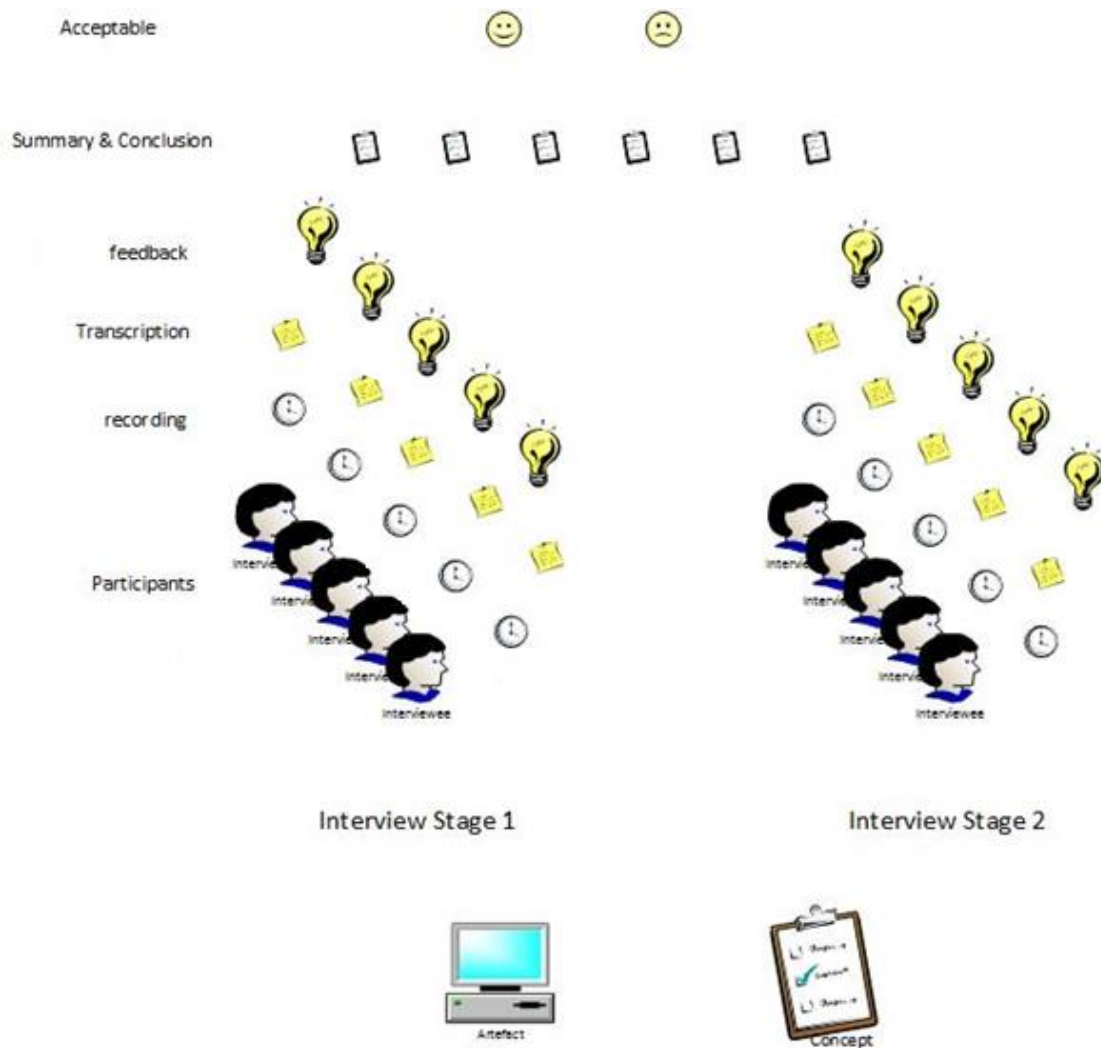 Acceptable
Summary & Conclusion
feedback
Transcription
recording
Participants
Interviewee
Interviewee
Interview Stage 1
Interview Stage 2
Artefact
Concept